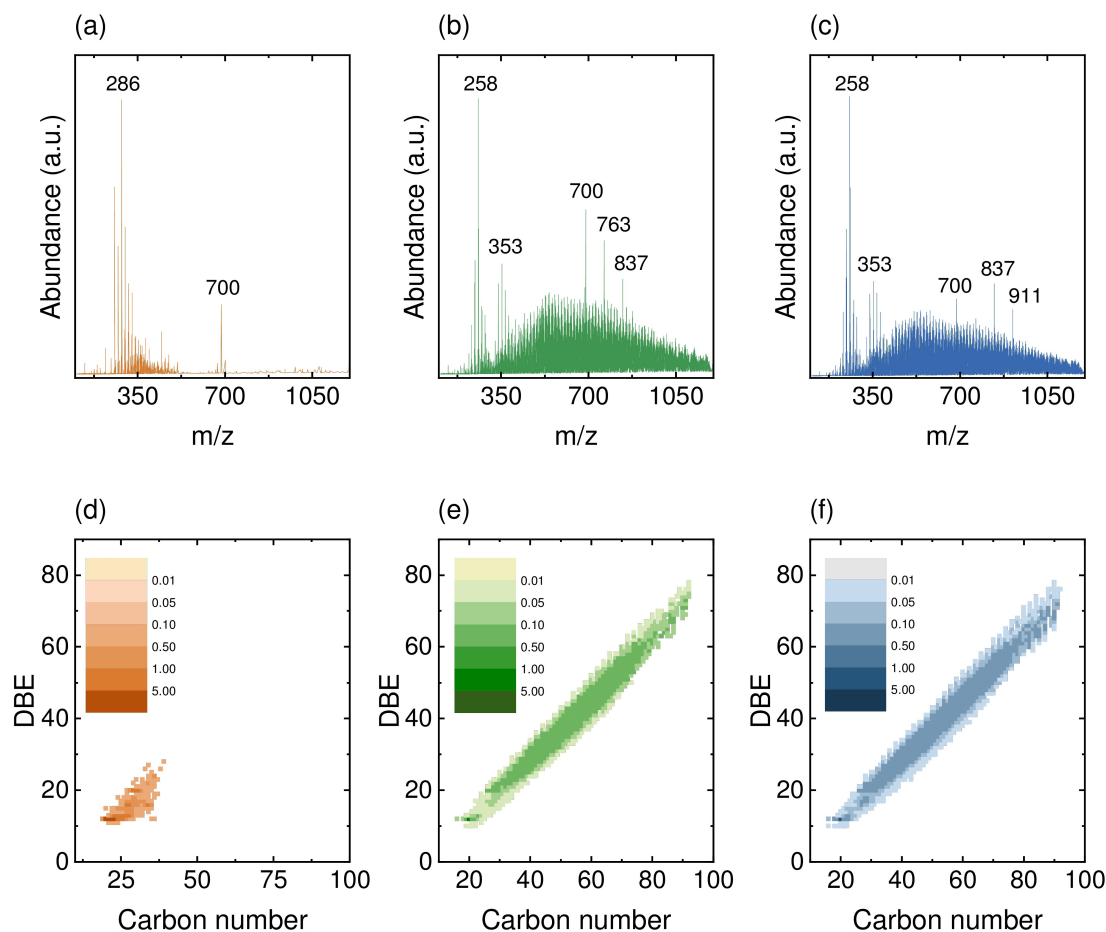 (a) (b) (c)
286 258 258
700 353 700 763 837 353 700 837 911
Abundance (a.u.) Abundance (a.u.) Abundance (a.u.)
350 700 1050 350 700 1050 350 700 1050
m/z m/z m/z
(d) (e) (f)
80 80 80
0.01 0.01 0.01
0.05 0.05 0.05
0.10 0.10 0.10
60 60 60
0.50 0.50 0.50
1.00 1.00 1.00
5.00 5.00 5.00
DBE DBE DBE
40 40 40
20 20 20
0 0 0
25 50 75 100 20 40 60 80 100 20 40 60 80 100
Carbon number Carbon number Carbon number